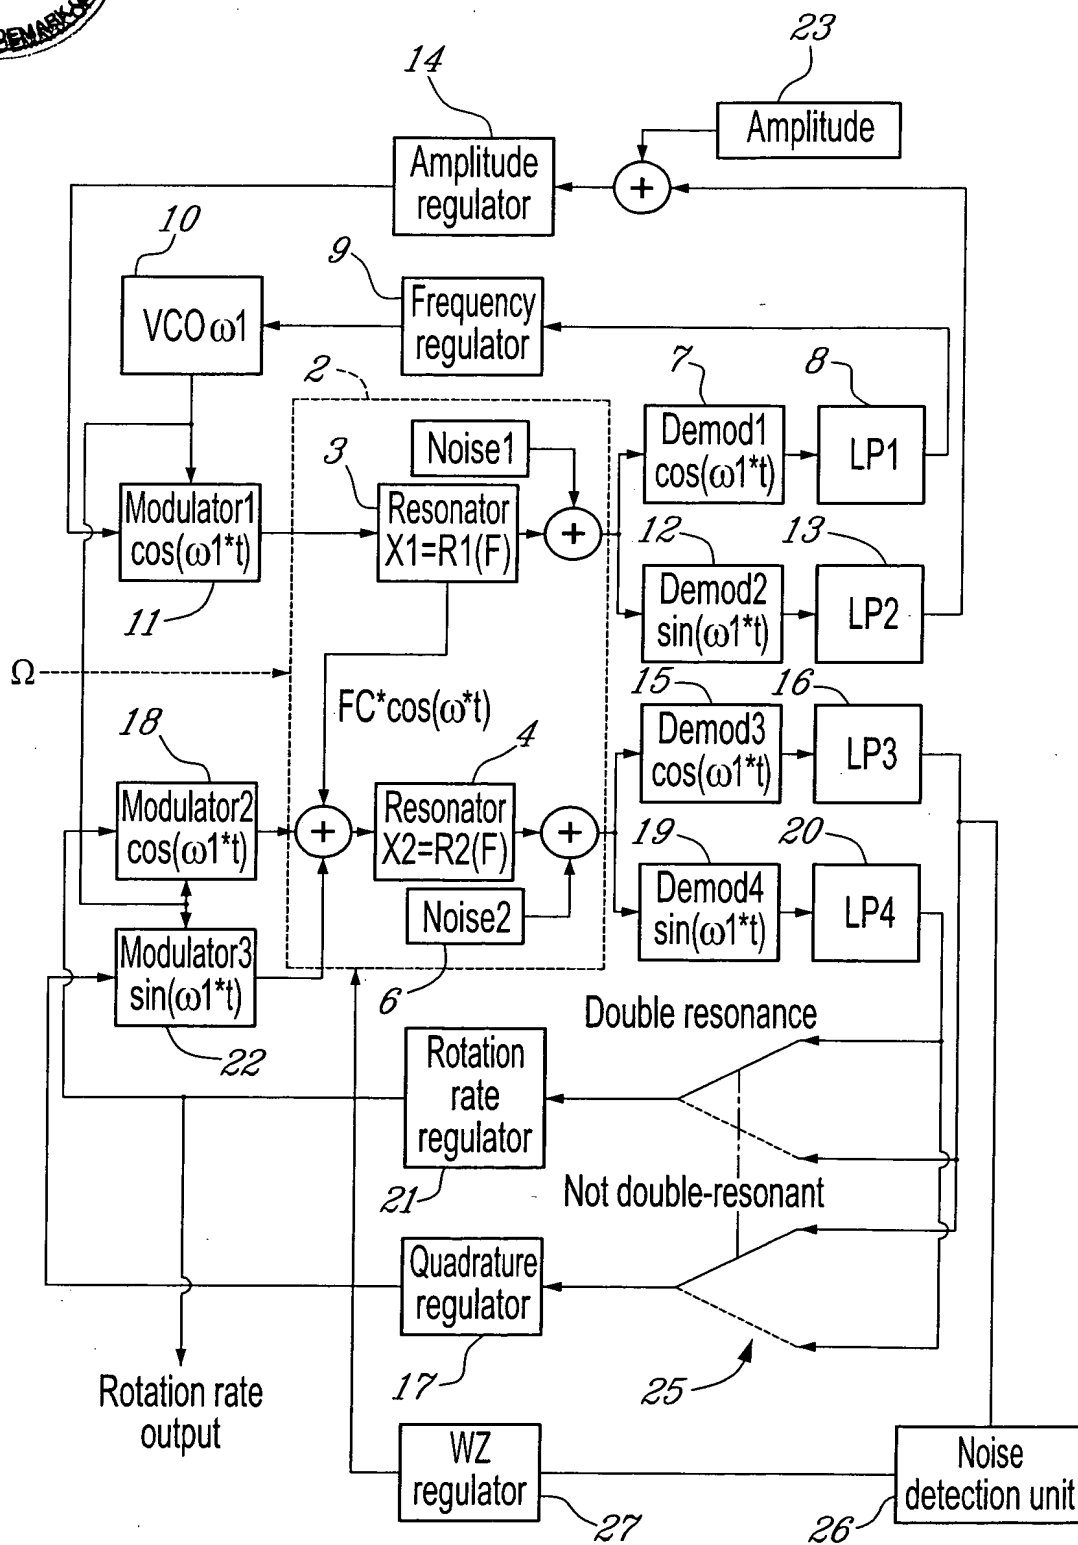 23
14
Amplitude
Amplitude
regulator
+
10
9
Frequency
regulator
VCO ω1
2
7
8
Noise1
Demod1
cos(ω1*t)
LP1
3
Modulator1
cos(ω1*t)
Resonator
X1=R1(F)
+
12
13
11
Demod2
sin(ω1*t)
LP2
Ω
FC*cos(ω*t)
15
16
18
4
Demod3
cos(ω1*t)
LP3
Modulator2
cos(ω1*t)
+
Resonator
X2=R2(F)
+
19
20
Noise2
Demod4
sin(ω1*t)
LP4
Modulator3
sin(ω1*t)
6
22
Double resonance
Rotation
rate
regulator
21
Not double-resonant
Quadrature
regulator
17
25
Rotation rate
output
WZ
regulator
27
Noise
detection unit
26